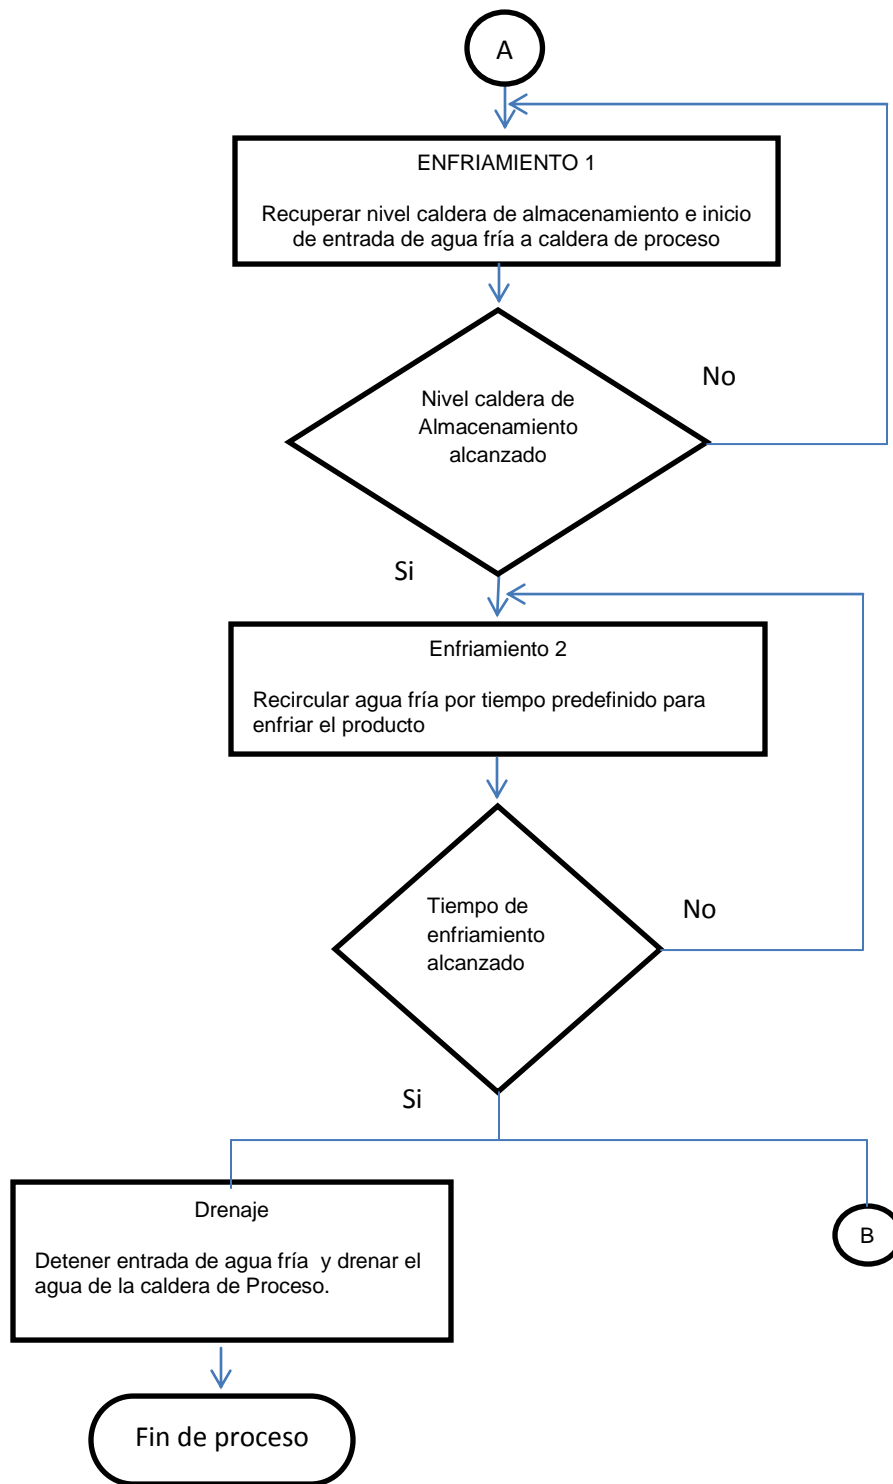 A
ENFRIAMIENTO 1
Recuperar nivel caldera de almacenamiento e inicio
de entrada de agua fría a caldera de proceso
No
Nivel caldera de
Almacenamiento
alcanzado
Si
Enfriamiento 2
Recircular agua fría por tiempo predefinido para
enfriar el producto
No
Tiempo de
enfriamiento
alcanzado
Si
Drenaje
Detener entrada de agua fría  y drenar el
agua de la caldera de Proceso.
B
Fin de proceso